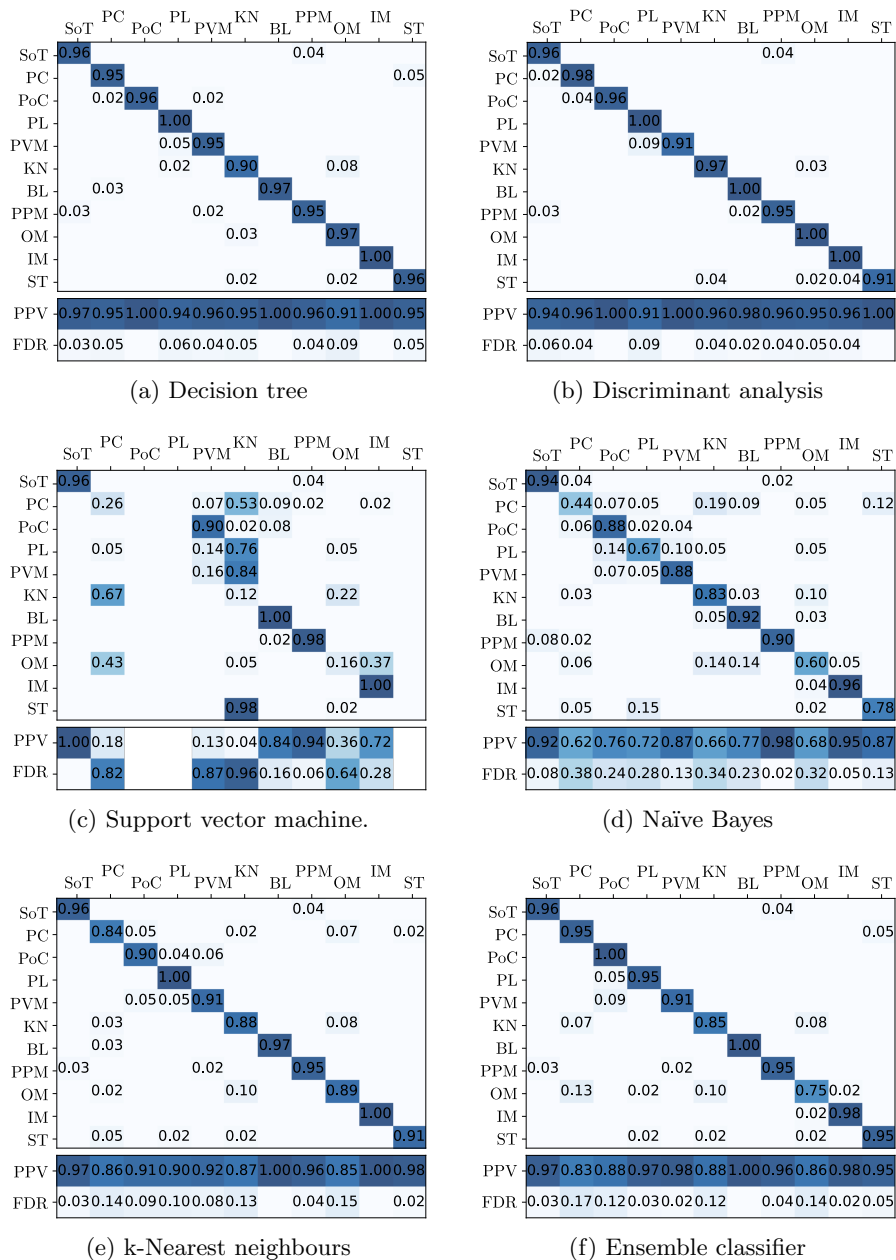 PC PL KN PPM IM
SoT PoC PVM BL OM ST
SoT 0.96 0.04
PC 0.95 0.05
PoC 0.02 0.96 0.02
PL 1.00
PVM 0.05 0.95
KN 0.02 0.90 0.08
BL 0.03 0.97
PPM 0.03 0.02 0.95
OM 0.03 0.97
IM 1.00
ST 0.02 0.02 0.96
PPV 0.97 0.95 1.00 0.94 0.96 0.95 1.00 0.96 0.91 1.00 0.95
FDR 0.03 0.05 0.06 0.04 0.05 0.04 0.09 0.05
(a) Decision tree
PC PL KN PPM IM
SoT PoC PVM BL OM ST
SoT 0.96 0.04
PC 0.02 0.98
PoC 0.04 0.96
PL 1.00
PVM 0.09 0.91
KN 0.97 0.03
BL 1.00
PPM 0.03 0.02 0.95
OM 1.00
IM 1.00
ST 0.04 0.02 0.04 0.91
PPV 0.94 0.96 1.00 0.91 1.00 0.96 0.98 0.96 0.95 0.96 1.00
FDR 0.06 0.04 0.09 0.04 0.02 0.04 0.05 0.04
(b) Discriminant analysis
PC PL KN PPM IM
SoT PoC PVM BL OM ST
SoT 0.96 0.04
PC 0.26 0.07 0.53 0.09 0.02 0.02
PoC 0.90 0.02 0.08
PL 0.05 0.14 0.76 0.05
PVM 0.16 0.84
KN 0.67 0.12 0.22
BL 1.00
PPM 0.02 0.98
OM 0.43 0.05 0.16 0.37
IM 1.00
ST 0.98 0.02
PPV 1.00 0.18 0.13 0.04 0.84 0.94 0.36 0.72
FDR 0.82 0.87 0.96 0.16 0.06 0.64 0.28
(c) Support vector machine.
PC PL KN PPM IM
SoT PoC PVM BL OM ST
SoT 0.94 0.04 0.02
PC 0.44 0.07 0.05 0.19 0.09 0.05 0.12
PoC 0.06 0.88 0.02 0.04
PL 0.14 0.67 0.10 0.05 0.05
PVM 0.07 0.05 0.88
KN 0.03 0.83 0.03 0.10
BL 0.05 0.92 0.03
PPM 0.08 0.02 0.90
OM 0.06 0.14 0.14 0.60 0.05
IM 0.04 0.96
ST 0.05 0.15 0.02 0.78
PPV 0.92 0.62 0.76 0.72 0.87 0.66 0.77 0.98 0.68 0.95 0.87
FDR 0.08 0.38 0.24 0.28 0.13 0.34 0.23 0.02 0.32 0.05 0.13
(d) Naïve Bayes
PC PL KN PPM IM
SoT PoC PVM BL OM ST
SoT 0.96 0.04
PC 0.84 0.05 0.02 0.07 0.02
PoC 0.90 0.04 0.06
PL 1.00
PVM 0.05 0.05 0.91
KN 0.03 0.88 0.08
BL 0.03 0.97
PPM 0.03 0.02 0.95
OM 0.02 0.10 0.89
IM 1.00
ST 0.05 0.02 0.02 0.91
PPV 0.97 0.86 0.91 0.90 0.92 0.87 1.00 0.96 0.85 1.00 0.98
FDR 0.03 0.14 0.09 0.10 0.08 0.13 0.04 0.15 0.02
(e) k-Nearest neighbours
PC PL KN PPM IM
SoT PoC PVM BL OM ST
SoT 0.96 0.04
PC 0.95 0.05
PoC 1.00
PL 0.05 0.95
PVM 0.09 0.91
KN 0.07 0.85 0.08
BL 1.00
PPM 0.03 0.02 0.95
OM 0.13 0.02 0.10 0.75 0.02
IM 0.02 0.98
ST 0.02 0.02 0.02 0.95
PPV 0.97 0.83 0.88 0.97 0.98 0.88 1.00 0.96 0.86 0.98 0.95
FDR 0.03 0.17 0.12 0.03 0.02 0.12 0.04 0.14 0.02 0.05
(f) Ensemble classifier